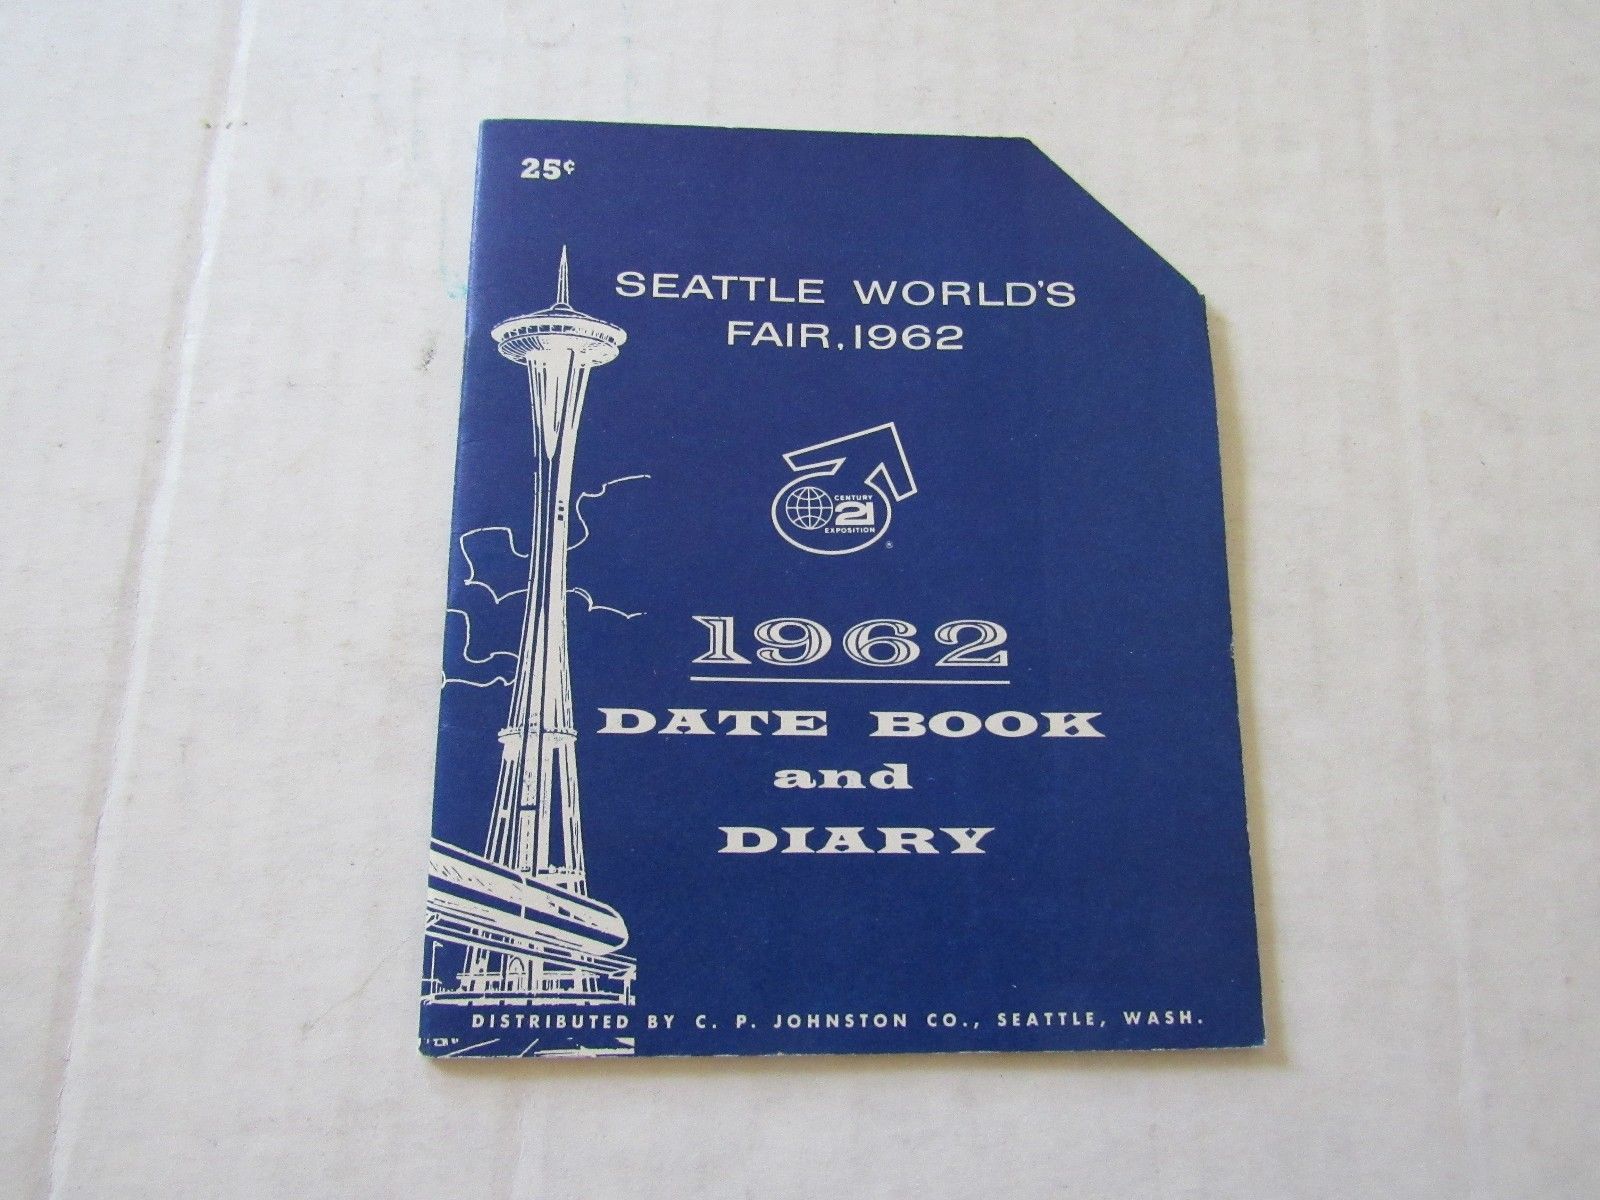 25¢
SEATTLE WORLD'S
FAIR, 1962
CENTURY
21
EXPOSITION
®
1962
DATE BOOK
and
DIARY
DISTRIBUTED BY C. P. JOHNSTON CO., SEATTLE, WASH.